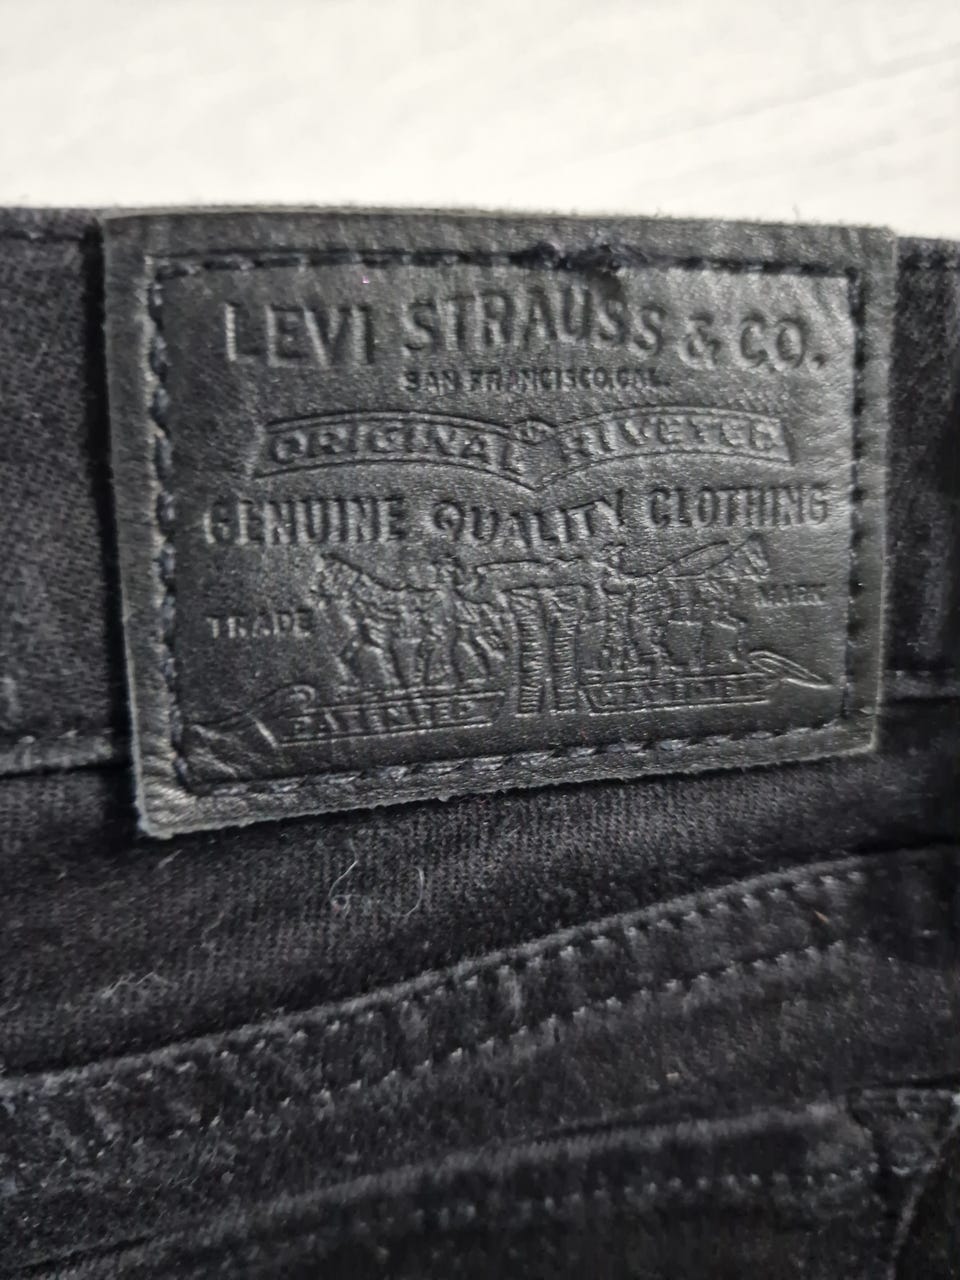 LEVI STRAUSS & CO.
SAN FRANCISCO, CAL.
ORIGINAL ® RIVETED
GENUINE QUALITY CLOTHING
TRADE MARK
PATENTED